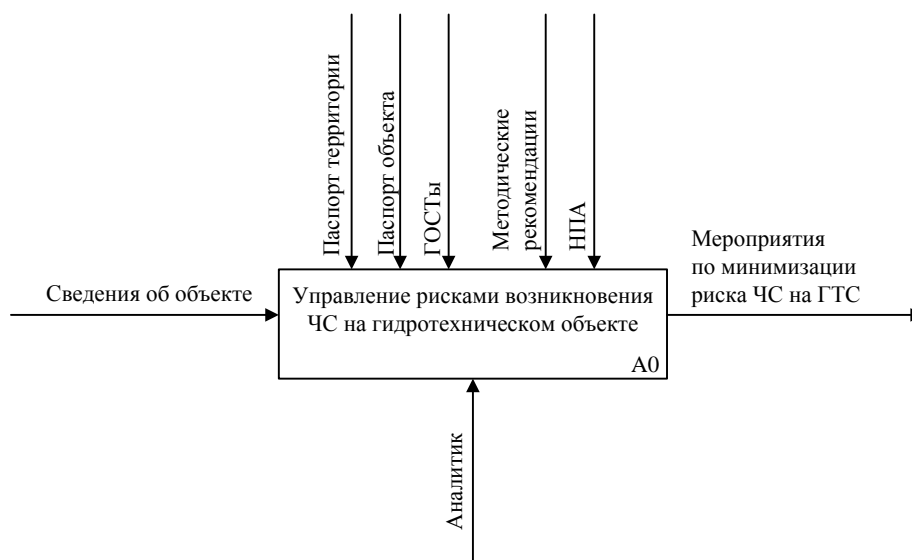 Паспорт территории
Паспорт объекта
ГОСТы
Методические
рекомендации
НПА
Сведения об объекте
Управление рисками возникновения
ЧС на гидротехническом объекте
A0
Мероприятия
по минимизации
риска ЧС на ГТС
Аналитик